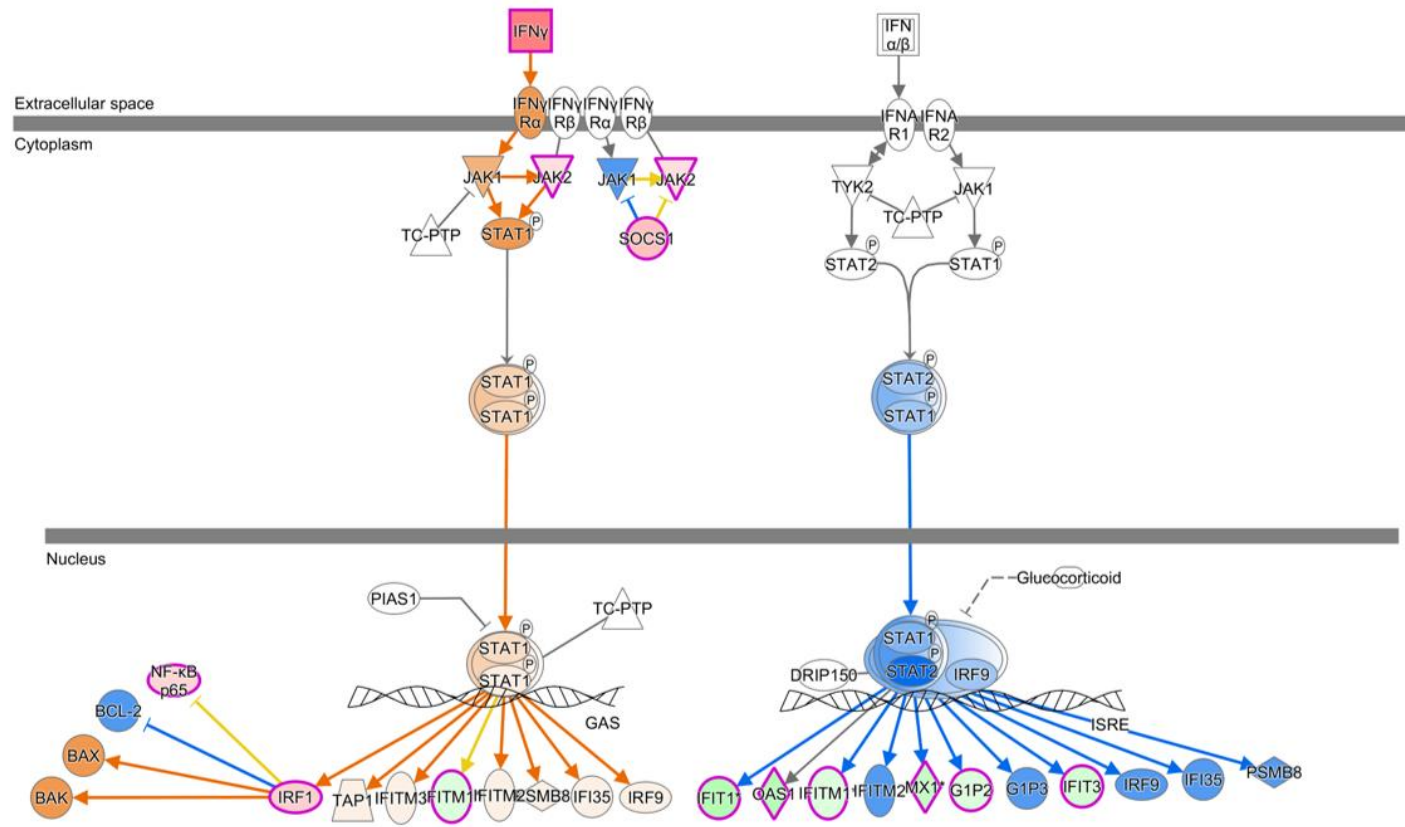 IFNγ
IFN
α/β
Extracellular space
Cytoplasm
IFNγ
Rα
IFNγ
Rβ
IFNγ
Rα
IFNγ
Rβ
IFNA
R1
IFNA
R2
JAK1
JAK2
JAK1
JAK2
TYK2
JAK1
TC-PTP
STAT1
P
SOCS1
TC-PTP
STAT2
P
STAT1
P
STAT1
P
STAT1
P
STAT2
P
STAT1
P
Nucleus
PIAS1
TC-PTP
Glucocorticoid
STAT1
P
STAT1
P
STAT1
P
STAT2
P
IRF9
DRIP150
NF-κB
p65
BCL-2
GAS
ISRE
BAX
BAK
IRF1
TAP1
IFITM3
IFITM1*
IFITM2
PSMB8
IFI35
IRF9
IFIT1*
OAS1
IFITM1*
IFITM2
MX1*
G1P2
G1P3
IFIT3
IRF9
IFI35
PSMB8